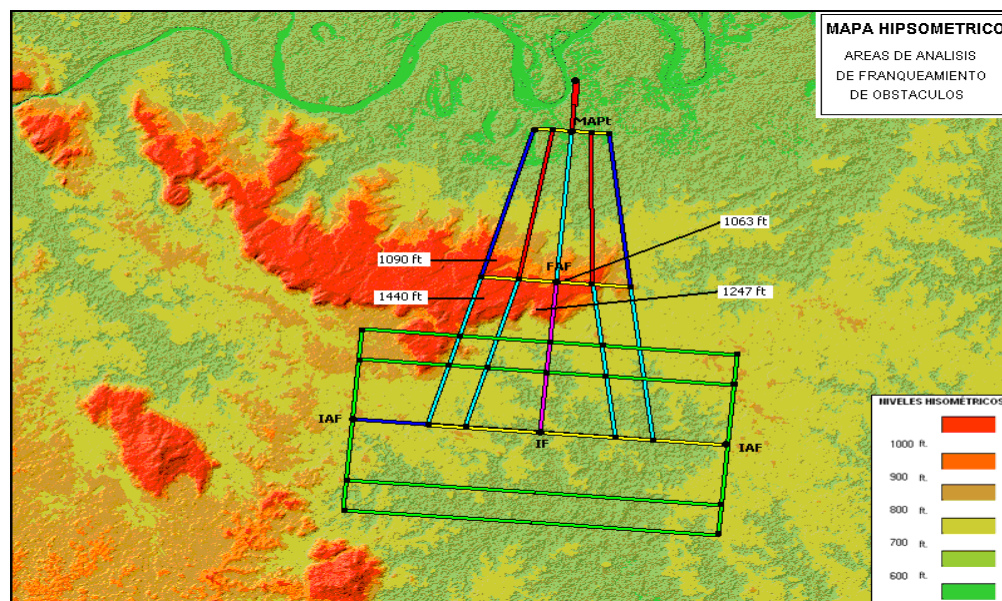 MAPA HIPSOMETRICO
AREAS DE ANALISIS
DE FRANQUEAMIENTO
DE OBSTACULOS
MAPt
1063 ft
1090 ft
FAF
1440 ft
1247 ft
IAF
IF
IAF
NIVELES HISOMÉTRICOS
1000 ft.
900 ft.
800 ft.
700 ft.
600 ft.